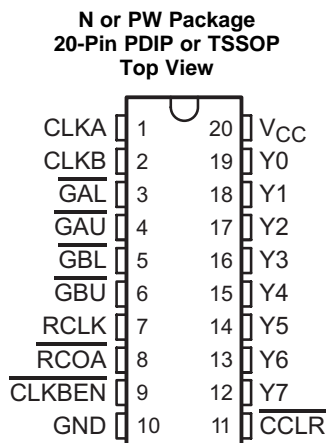 N or PW Package
20-Pin PDIP or TSSOP
Top View
CLKA 1 20 VCC
CLKB 2 19 Y0
GAL 3 18 Y1
GAU 4 17 Y2
GBL 5 16 Y3
GBU 6 15 Y4
RCLK 7 14 Y5
RCOA 8 13 Y6
CLKBEN 9 12 Y7
GND 10 11 CCLR